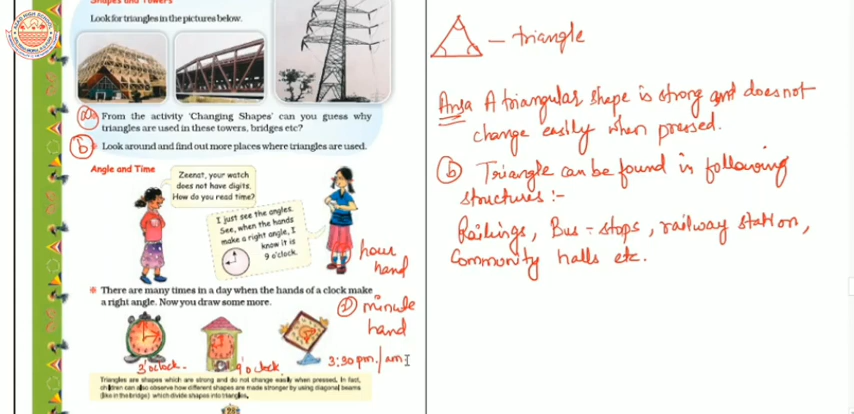 Shapes and Towers
Look for triangles in the pictures below.
(a) From the activity 'Changing Shapes' can you guess why
triangles are used in these towers, bridges etc?
(b) Look around and find out more places where triangles are used.
Angle and Time
Zeenat, your watch
does not have digits.
How do you read time?
I just see the angles.
See, when the hands
make a right angle, I
know it is
9 o'clock.
hour
hand
There are many times in a day when the hands of a clock make
a right angle. Now you draw some more.
minute
hand
3'oclock.
9'o clock
3:30 pm./am
Triangles are shapes which are strong and do not change easily when pressed. In fact,
children can also observe how different shapes are made stronger by using diagonal beams
(like in the bridge) which divide shapes into triangles.
– triangle
Ans a A triangular shape is strong and does not
change easily when pressed.
(b) Triangle can be found in following
structures :-
Railings, Bus – stops, railway station,
Community halls etc.